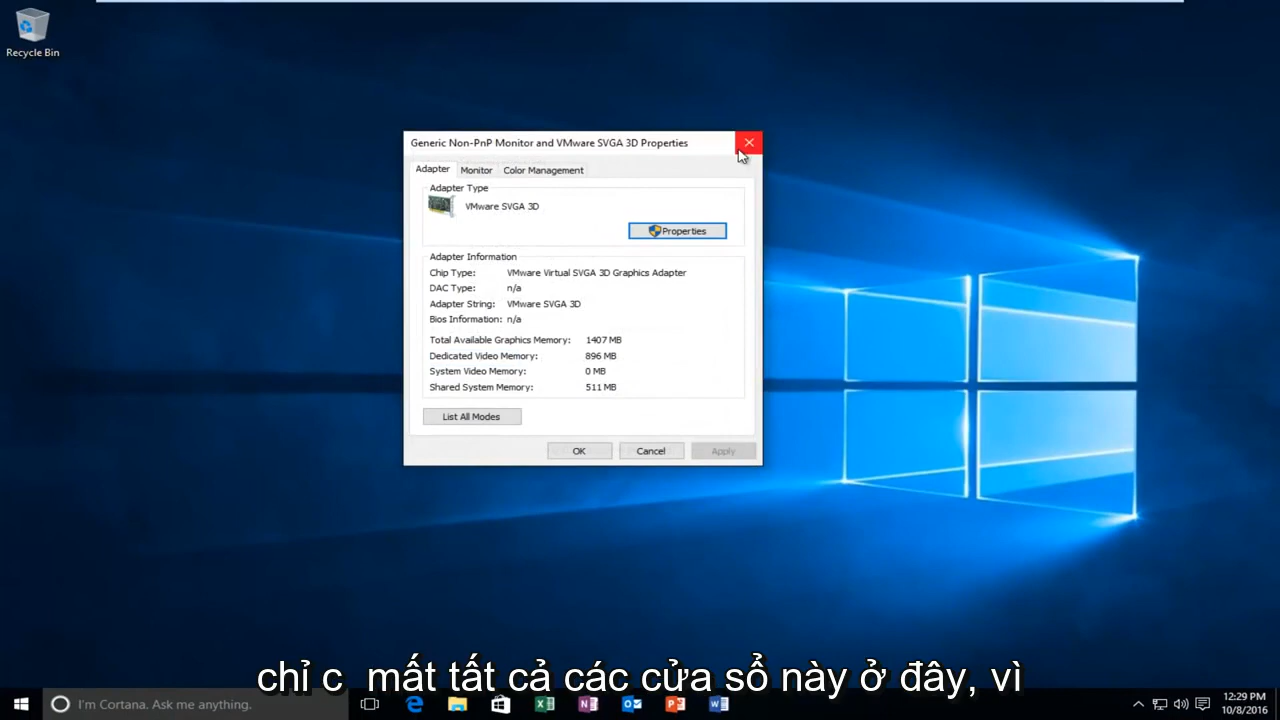 Recycle Bin
Generic Non-PnP Monitor and VMware SVGA 3D Properties
Adapter Monitor Color Management
Adapter Type
VMware SVGA 3D
Properties
Adapter Information
Chip Type: VMware Virtual SVGA 3D Graphics Adapter
DAC Type: n/a
Adapter String: VMware SVGA 3D
Bios Information: n/a
Total Available Graphics Memory: 1407 MB
Dedicated Video Memory: 896 MB
System Video Memory: 0 MB
Shared System Memory: 511 MB
List All Modes
OK Cancel Apply
chỉ c mất tất cả các cửa sổ này ở đây, vì
I'm Cortana. Ask me anything.
12:29 PM
10/8/2016